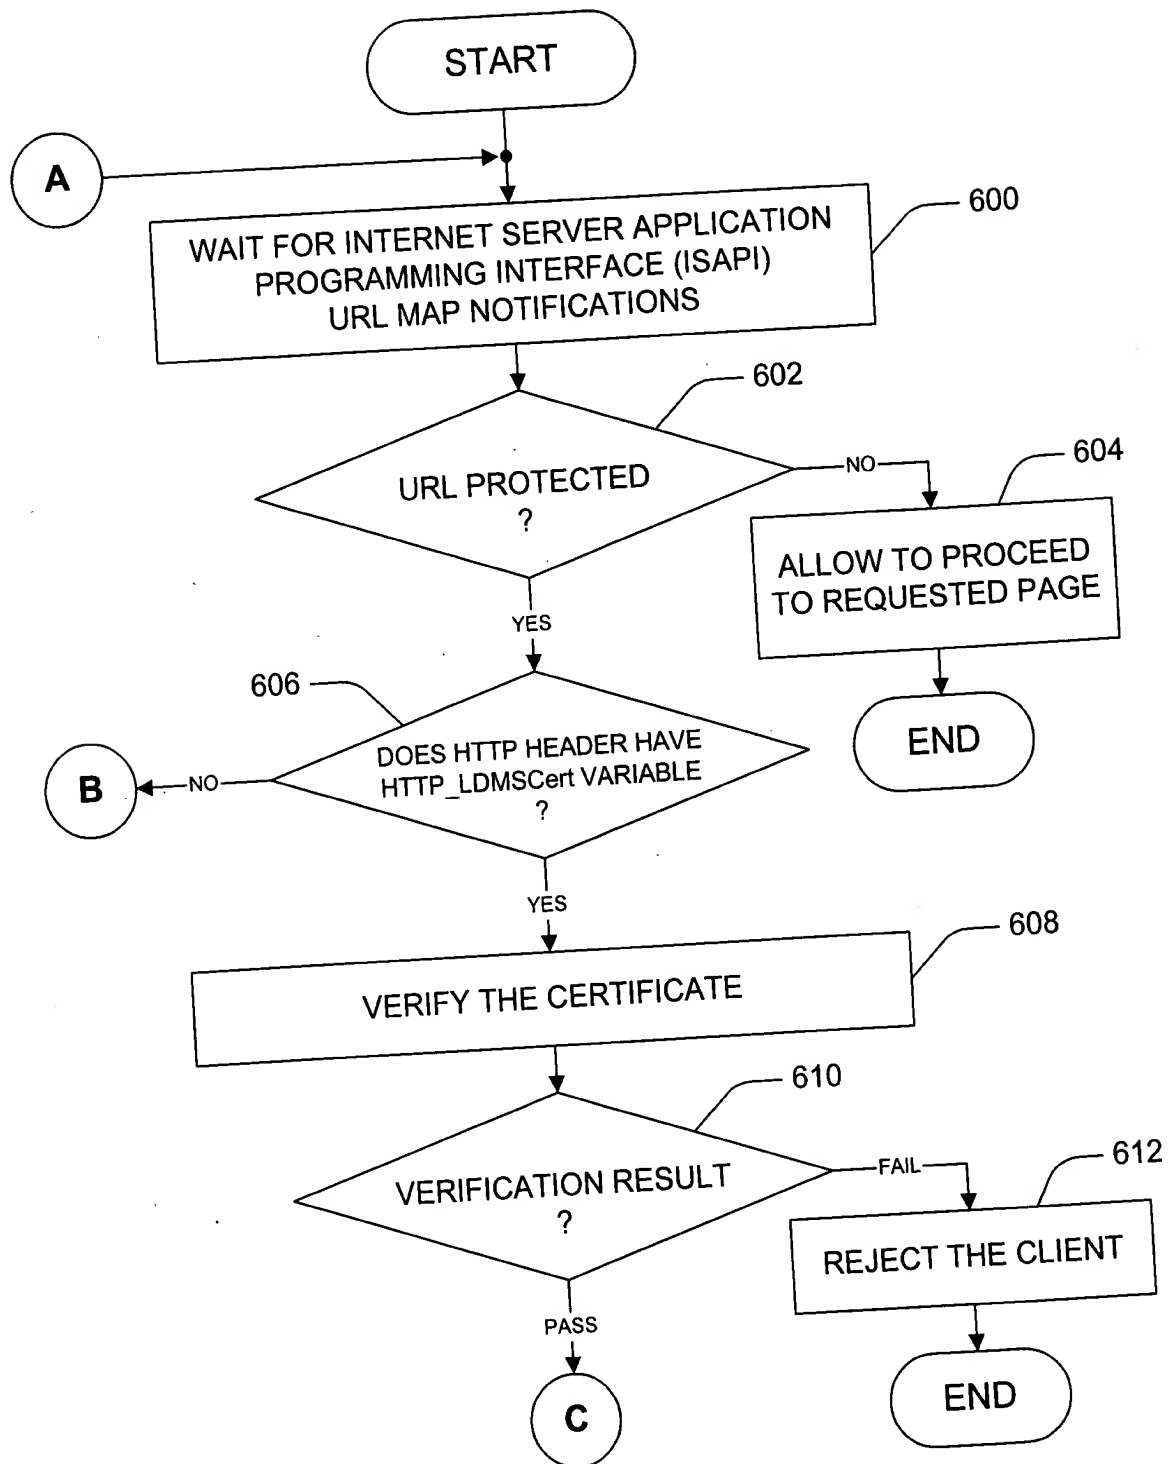 START
A
600
WAIT FOR INTERNET SERVER APPLICATION
PROGRAMMING INTERFACE (ISAPI)
URL MAP NOTIFICATIONS
602
URL PROTECTED
?
NO
604
ALLOW TO PROCEED
TO REQUESTED PAGE
YES
END
606
DOES HTTP HEADER HAVE
HTTP_LDMSCert VARIABLE
?
NO
B
YES
608
VERIFY THE CERTIFICATE
610
VERIFICATION RESULT
?
FAIL
612
REJECT THE CLIENT
PASS
END
C